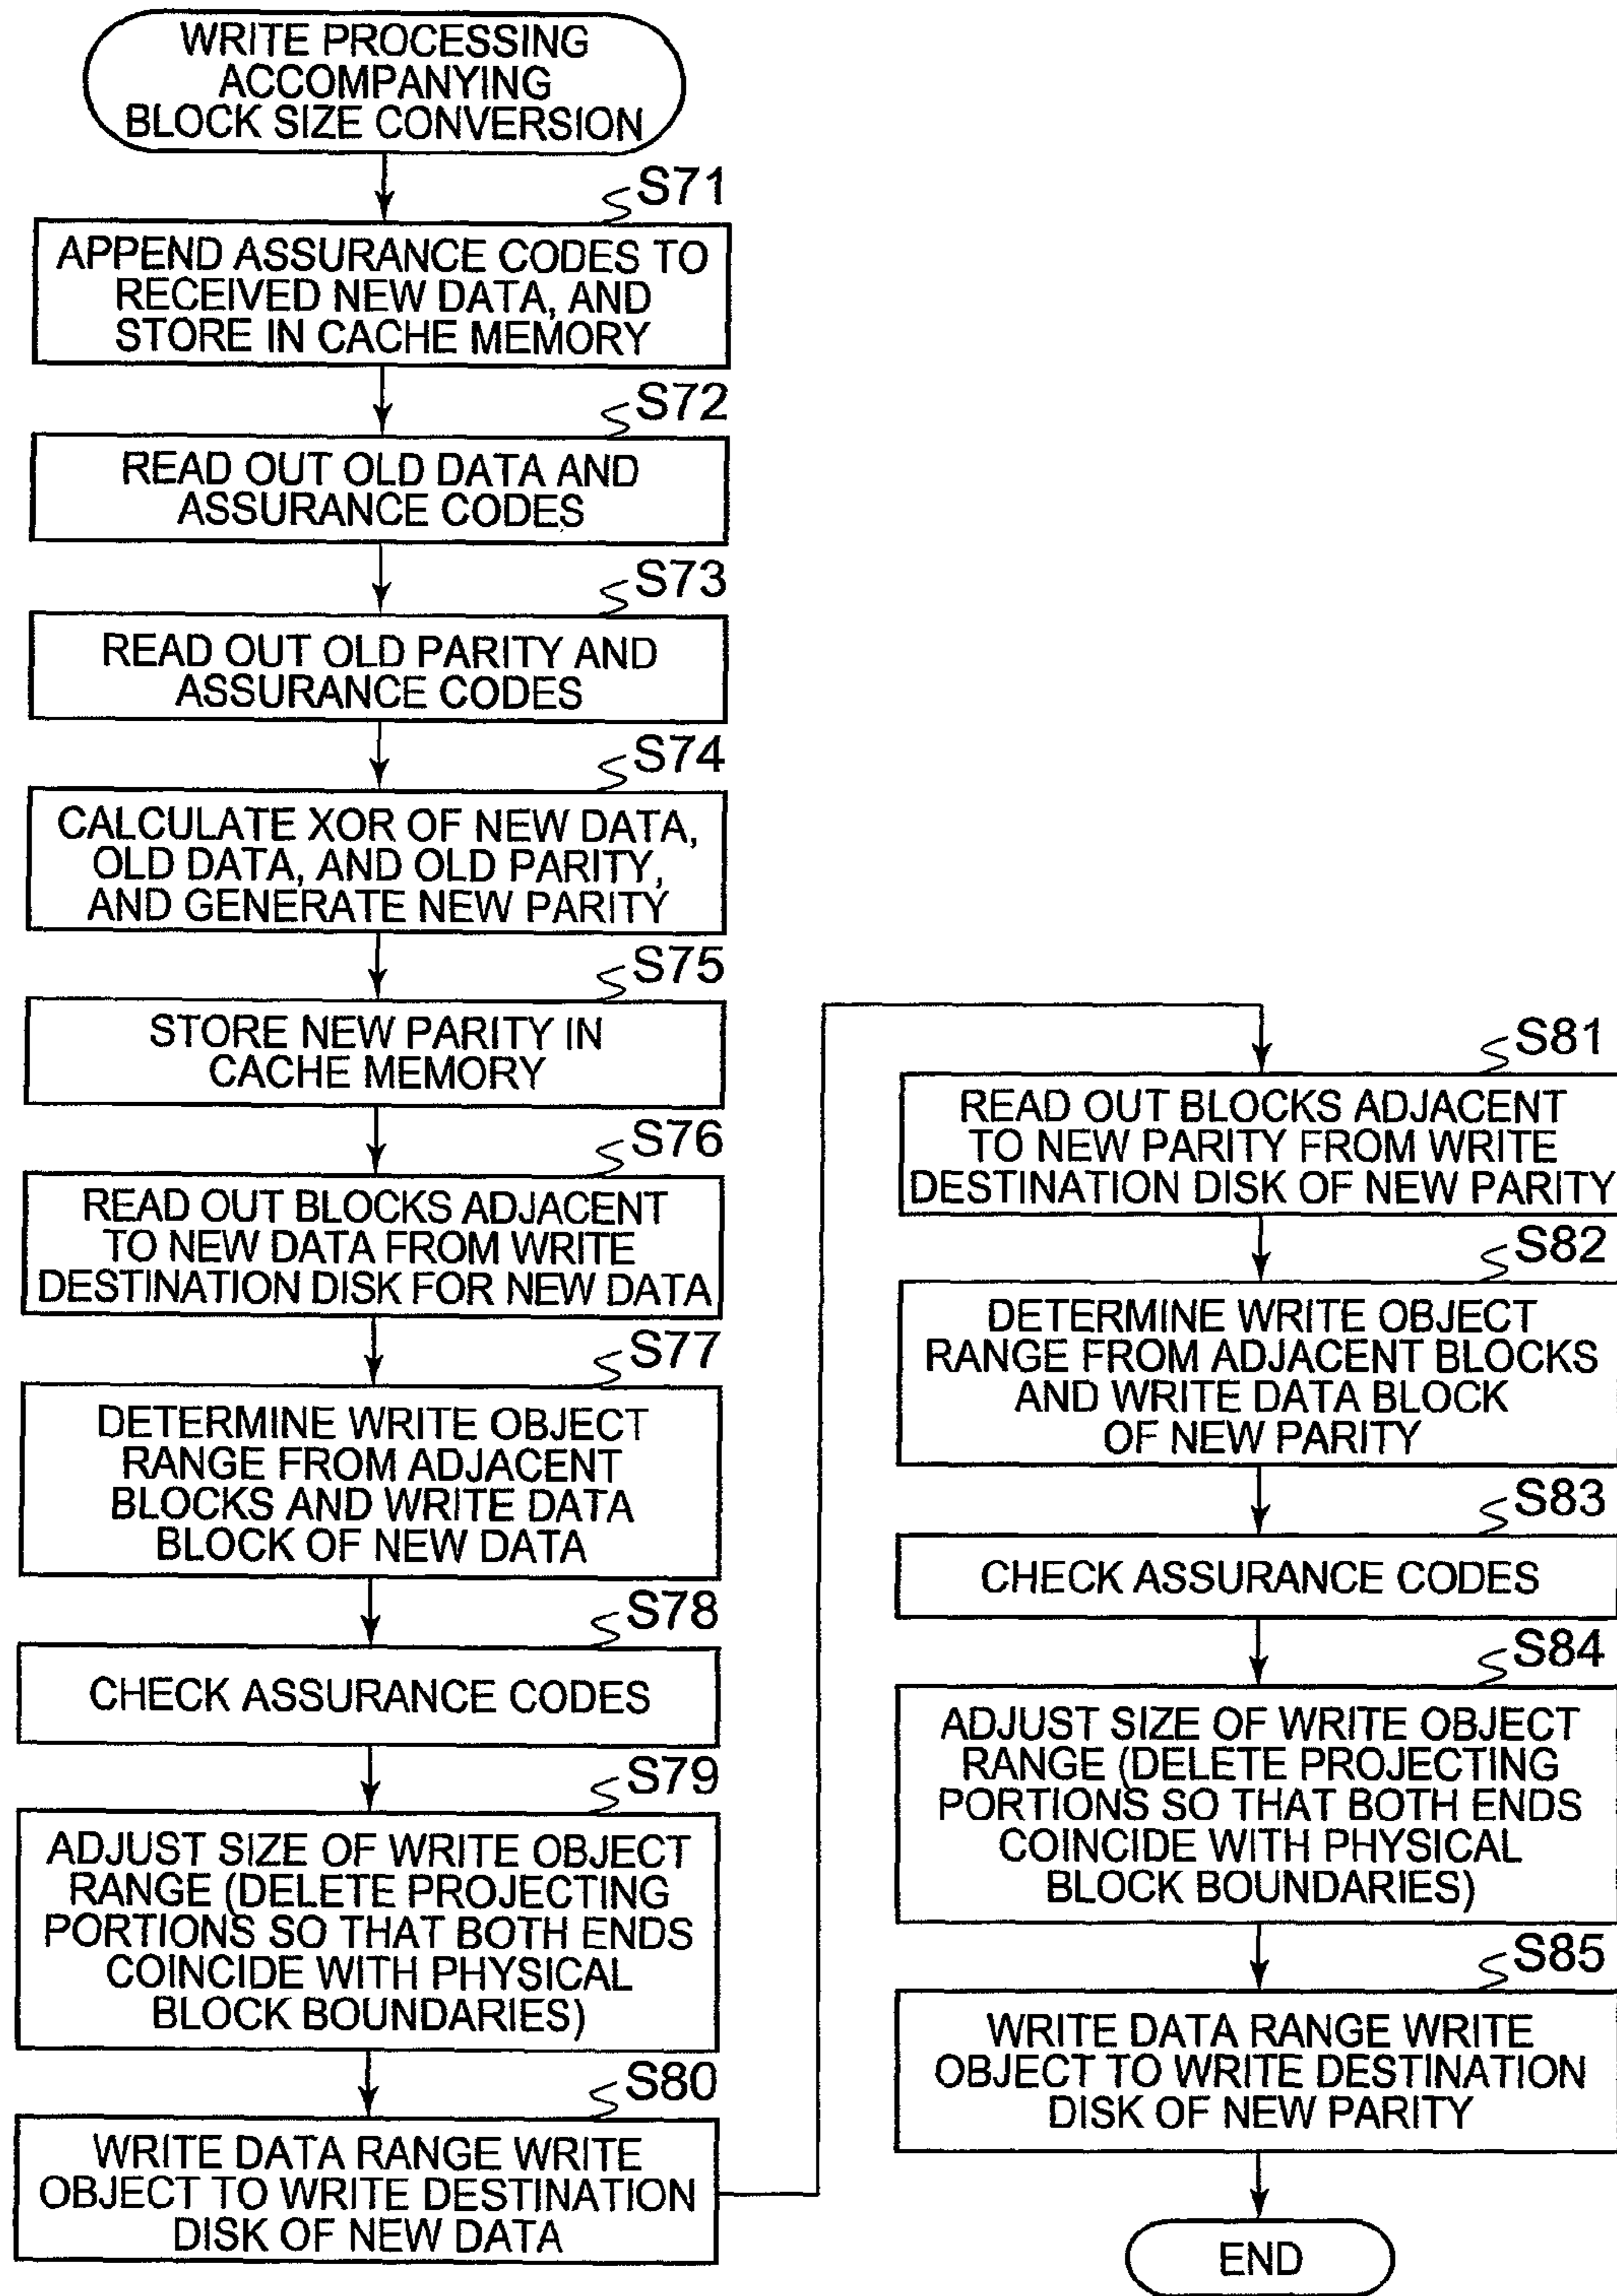 WRITE PROCESSING
ACCOMPANYING
BLOCK SIZE CONVERSION
S71
APPEND ASSURANCE CODES TO
RECEIVED NEW DATA, AND
STORE IN CACHE MEMORY
S72
READ OUT OLD DATA AND
ASSURANCE CODES
S73
READ OUT OLD PARITY AND
ASSURANCE CODES
S74
CALCULATE XOR OF NEW DATA,
OLD DATA, AND OLD PARITY,
AND GENERATE NEW PARITY
S75
STORE NEW PARITY IN
CACHE MEMORY
S76
READ OUT BLOCKS ADJACENT
TO NEW DATA FROM WRITE
DESTINATION DISK FOR NEW DATA
S77
DETERMINE WRITE OBJECT
RANGE FROM ADJACENT
BLOCKS AND WRITE DATA
BLOCK OF NEW DATA
S78
CHECK ASSURANCE CODES
S79
ADJUST SIZE OF WRITE OBJECT
RANGE (DELETE PROJECTING
PORTIONS SO THAT BOTH ENDS
COINCIDE WITH PHYSICAL
BLOCK BOUNDARIES)
S80
WRITE DATA RANGE WRITE
OBJECT TO WRITE DESTINATION
DISK OF NEW DATA
S81
READ OUT BLOCKS ADJACENT
TO NEW PARITY FROM WRITE
DESTINATION DISK OF NEW PARITY
S82
DETERMINE WRITE OBJECT
RANGE FROM ADJACENT BLOCKS
AND WRITE DATA BLOCK
OF NEW PARITY
S83
CHECK ASSURANCE CODES
S84
ADJUST SIZE OF WRITE OBJECT
RANGE (DELETE PROJECTING
PORTIONS SO THAT BOTH ENDS
COINCIDE WITH PHYSICAL
BLOCK BOUNDARIES)
S85
WRITE DATA RANGE WRITE
OBJECT TO WRITE DESTINATION
DISK OF NEW PARITY
END